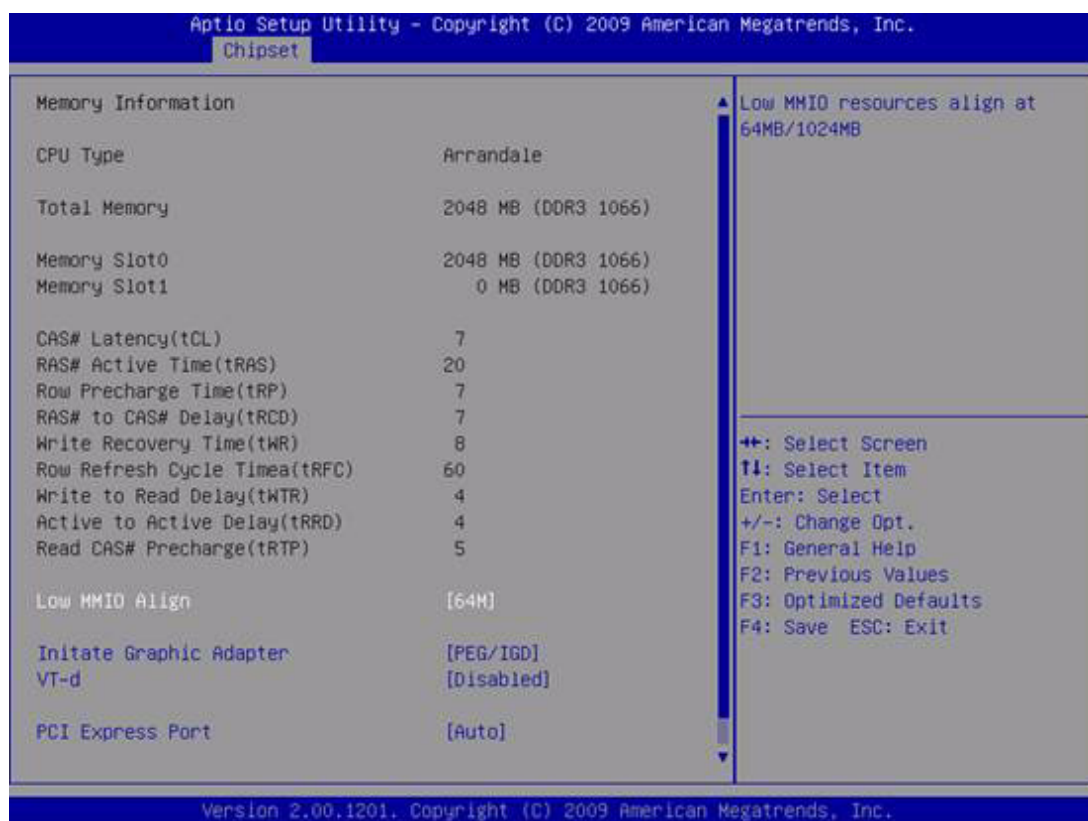 Aptio Setup Utility – Copyright (C) 2009 American Megatrends, Inc.
Chipset
Memory Information
CPU Type Arrandale
Total Memory 2048 MB (DDR3 1066)
Memory Slot0 2048 MB (DDR3 1066)
Memory Slot1 0 MB (DDR3 1066)
CAS# Latency(tCL) 7
RAS# Active Time(tRAS) 20
Row Precharge Time(tRP) 7
RAS# to CAS# Delay(tRCD) 7
Write Recovery Time(tWR) 8
Row Refresh Cycle Timea(tRFC) 60
Write to Read Delay(tWTR) 4
Active to Active Delay(tRRD) 4
Read CAS# Precharge(tRTP) 5
Low MMIO Align [64M]
Initate Graphic Adapter [PEG/IGD]
VT-d [Disabled]
PCI Express Port [Auto]
Low MMIO resources align at
64MB/1024MB
→←: Select Screen
↑↓: Select Item
Enter: Select
+/-: Change Opt.
F1: General Help
F2: Previous Values
F3: Optimized Defaults
F4: Save ESC: Exit
Version 2.00.1201. Copyright (C) 2009 American Megatrends, Inc.